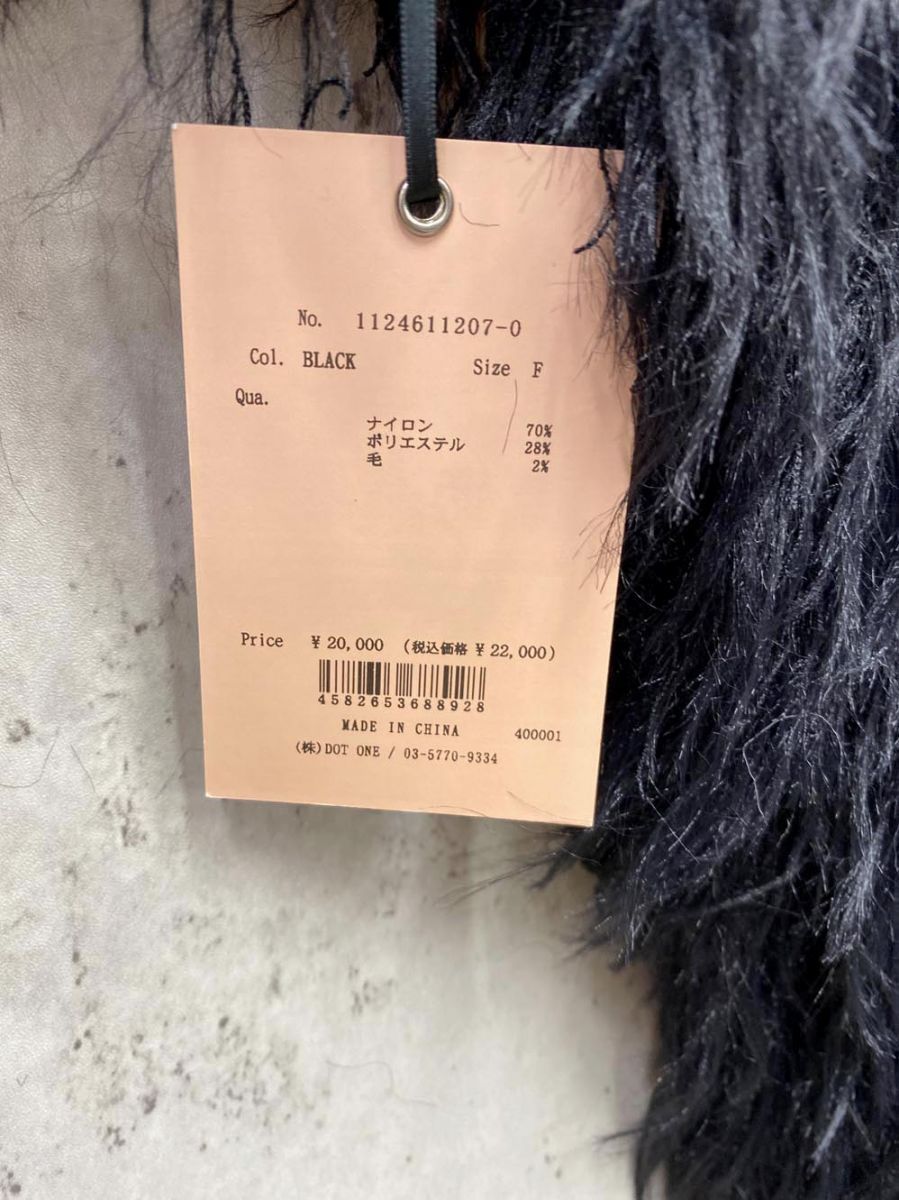 No. 1124611207-0
Col. BLACK Size F
Qua.
ナイロン 70%
ポリエステル 28%
毛 2%
Price ¥20,000 (税込価格 ¥22,000)
4582653688928
MADE IN CHINA 400001
(株)DOT ONE / 03-5770-9334